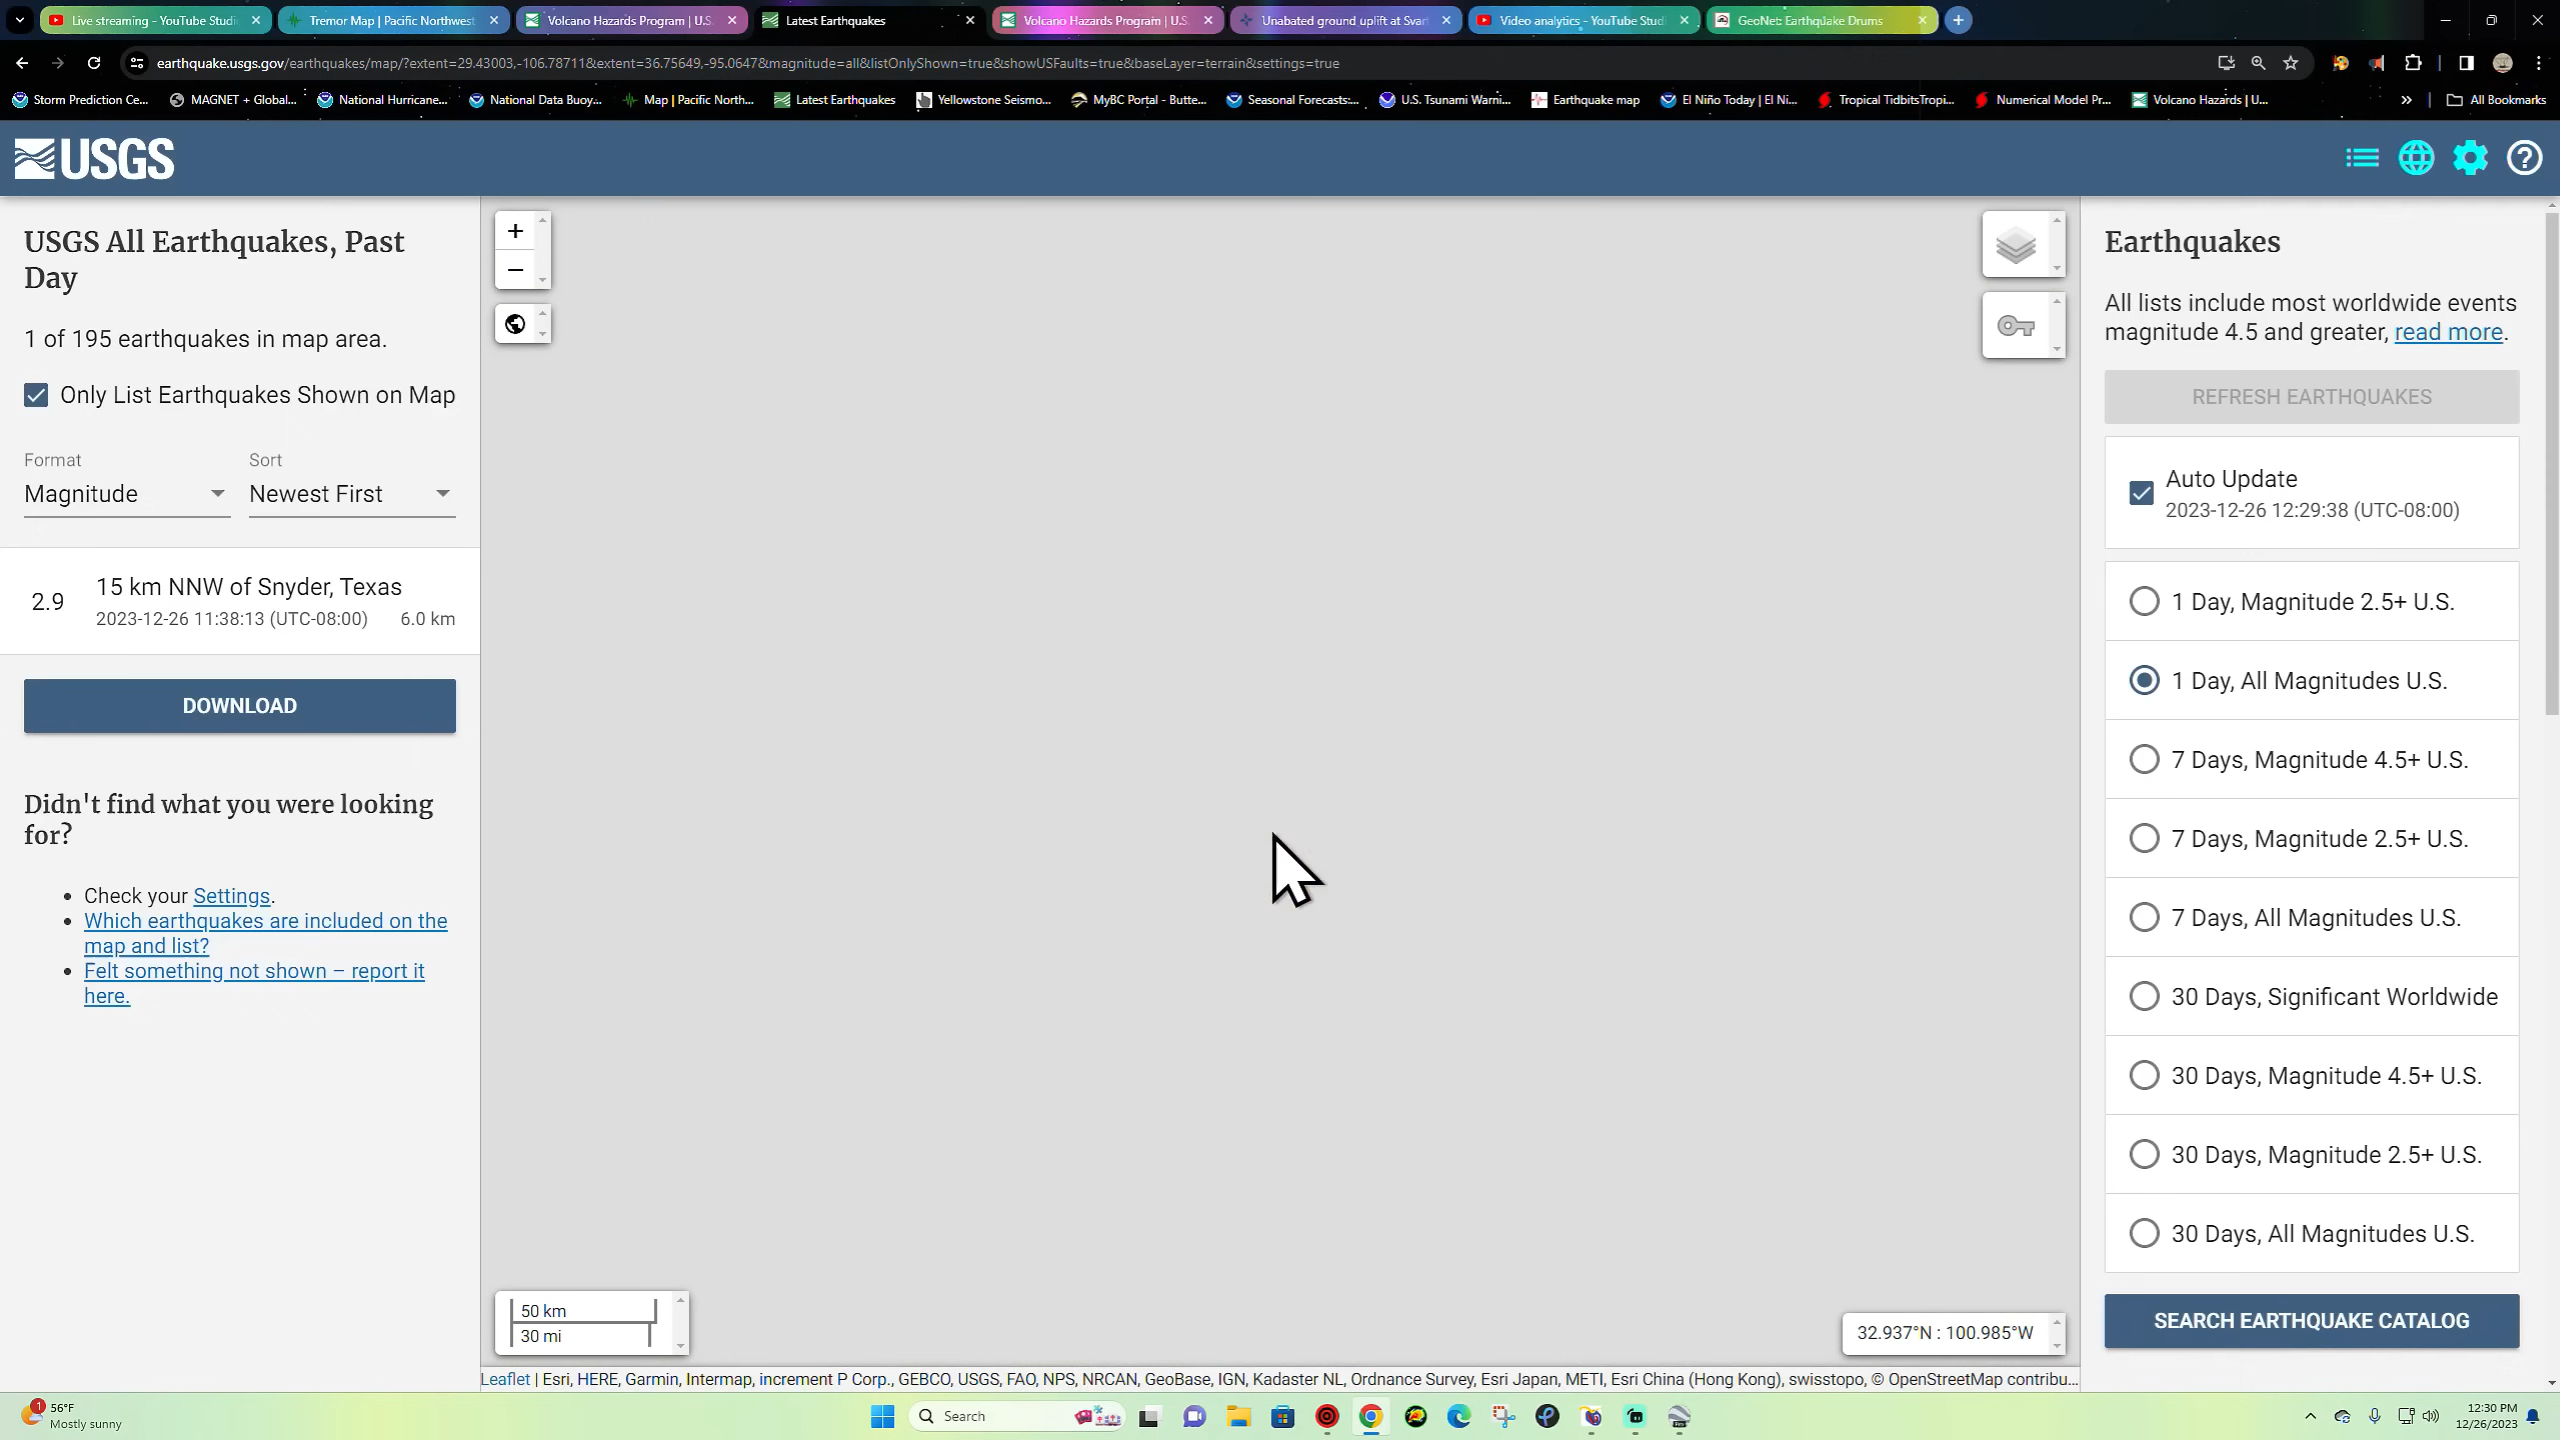 Live streaming - YouTube Studi
Tremor Map | Pacific Northwest
Volcano Hazards Program | U.S.
Latest Earthquakes
Volcano Hazards Program | U.S.
Unabated ground uplift at Svar
Video analytics - YouTube Studi
GeoNet: Earthquake Drums
earthquake.usgs.gov/earthquakes/map/?extent=29.43003,-106.78711&extent=36.75649,-95.0647&magnitude=all&listOnlyShown=true&showUSFaults=true&baseLayer=terrain&settings=true
Storm Prediction Ce...
MAGNET + Global...
National Hurricane...
National Data Buoy...
Map | Pacific North...
Latest Earthquakes
Yellowstone Seismo...
MyBC Portal - Butte...
Seasonal Forecasts:...
U.S. Tsunami Warni...
Earthquake map
El Niño Today | El Ni...
Tropical TidbitsTropi...
Numerical Model Pr...
Volcano Hazards | U...
All Bookmarks
USGS
USGS All Earthquakes, Past
Day
1 of 195 earthquakes in map area.
Only List Earthquakes Shown on Map
Format
Sort
Magnitude
Newest First
2.9
15 km NNW of Snyder, Texas
2023-12-26 11:38:13 (UTC-08:00)
6.0 km
DOWNLOAD
Didn't find what you were looking
for?
Check your Settings.
Which earthquakes are included on the
map and list?
Felt something not shown – report it
here.
+
−
50 km
30 mi
32.937°N : 100.985°W
Leaflet | Esri, HERE, Garmin, Intermap, increment P Corp., GEBCO, USGS, FAO, NPS, NRCAN, GeoBase, IGN, Kadaster NL, Ordnance Survey, Esri Japan, METI, Esri China (Hong Kong), swisstopo, © OpenStreetMap contribu...
Earthquakes
All lists include most worldwide events
magnitude 4.5 and greater, read more.
REFRESH EARTHQUAKES
Auto Update
2023-12-26 12:29:38 (UTC-08:00)
1 Day, Magnitude 2.5+ U.S.
1 Day, All Magnitudes U.S.
7 Days, Magnitude 4.5+ U.S.
7 Days, Magnitude 2.5+ U.S.
7 Days, All Magnitudes U.S.
30 Days, Significant Worldwide
30 Days, Magnitude 4.5+ U.S.
30 Days, Magnitude 2.5+ U.S.
30 Days, All Magnitudes U.S.
SEARCH EARTHQUAKE CATALOG
1
56°F
Mostly sunny
Search
12:30 PM
12/26/2023